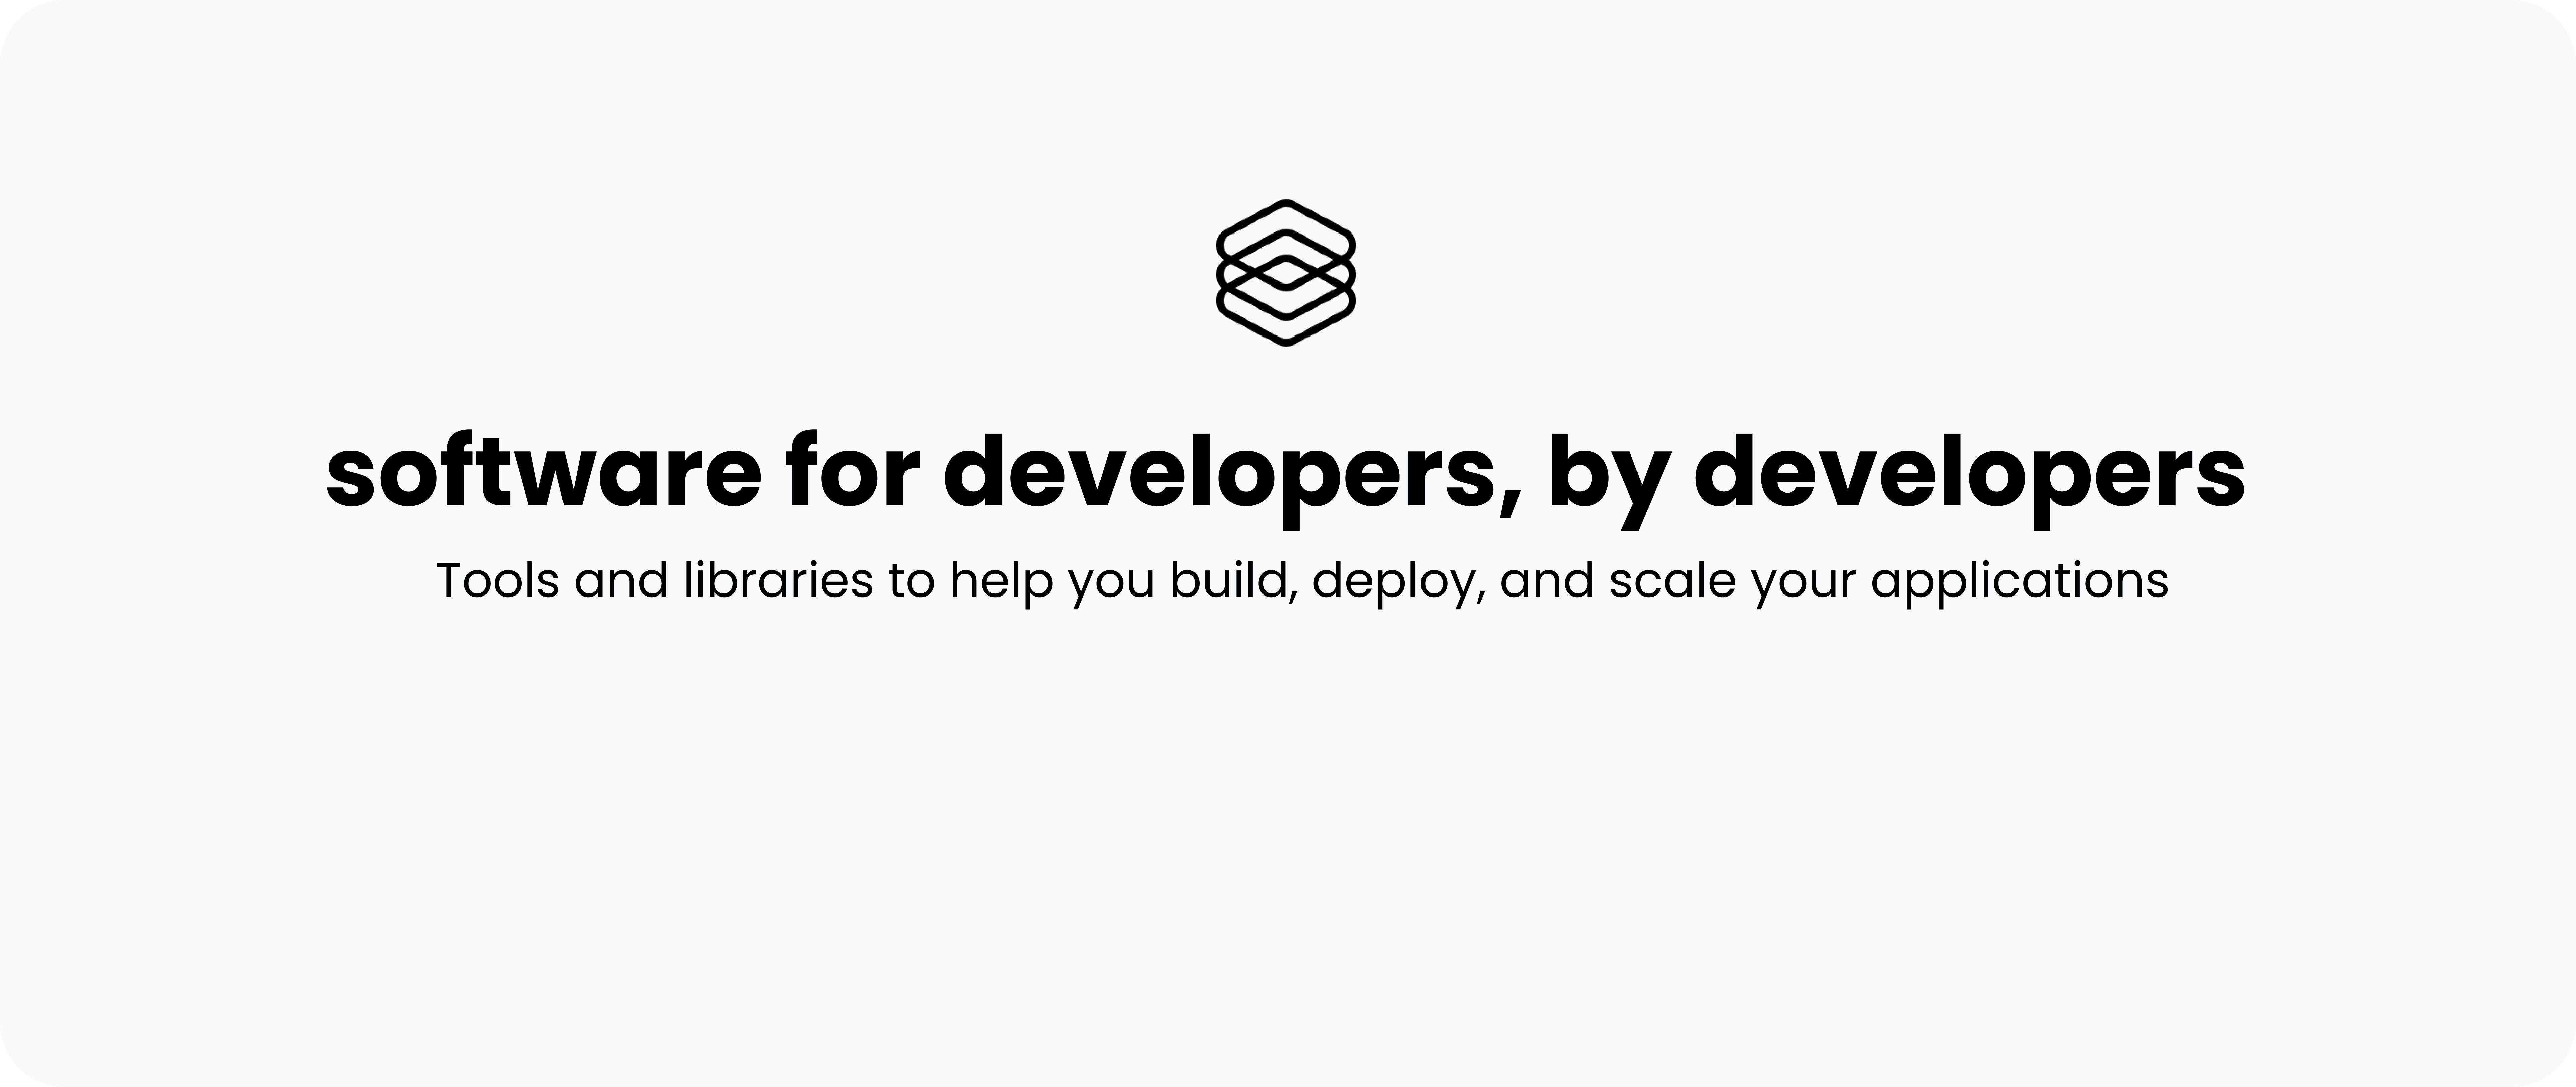 software for developers, by developers
Tools and libraries to help you build, deploy, and scale your applications